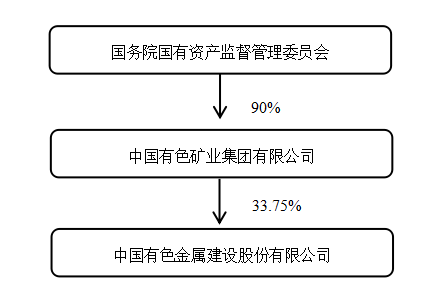 国务院国有资产监督管理委员会
90%
中国有色矿业集团有限公司
33.75%
中国有色金属建设股份有限公司